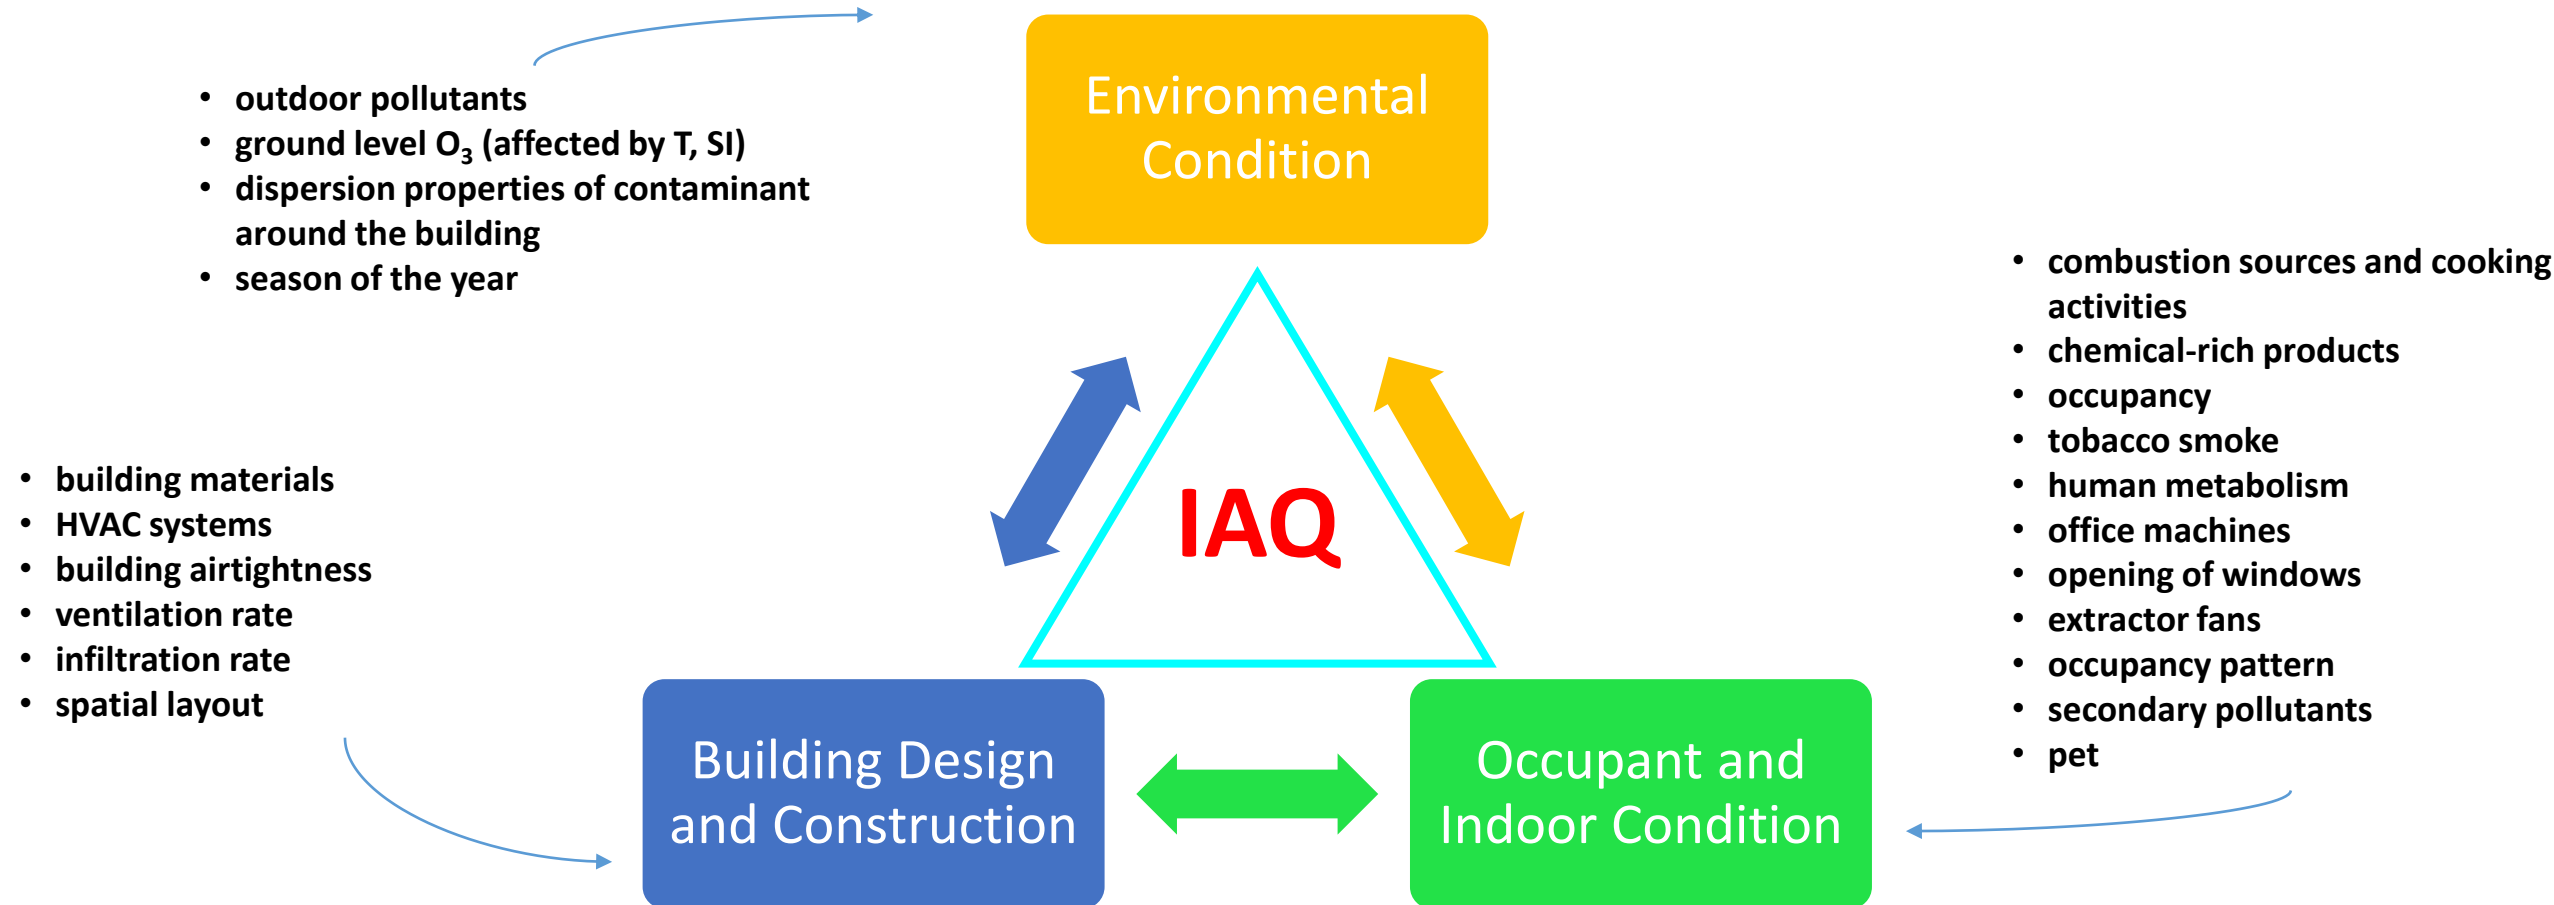 • outdoor pollutants
• ground level O₃ (affected by T, SI)
• dispersion properties of contaminant
around the building
• season of the year
Environmental
Condition
• combustion sources and cooking
activities
• chemical-rich products
• occupancy
• tobacco smoke
• human metabolism
• office machines
• opening of windows
• extractor fans
• occupancy pattern
• secondary pollutants
• pet
• building materials
• HVAC systems
• building airtightness
• ventilation rate
• infiltration rate
• spatial layout
IAQ
Building Design
and Construction
Occupant and
Indoor Condition